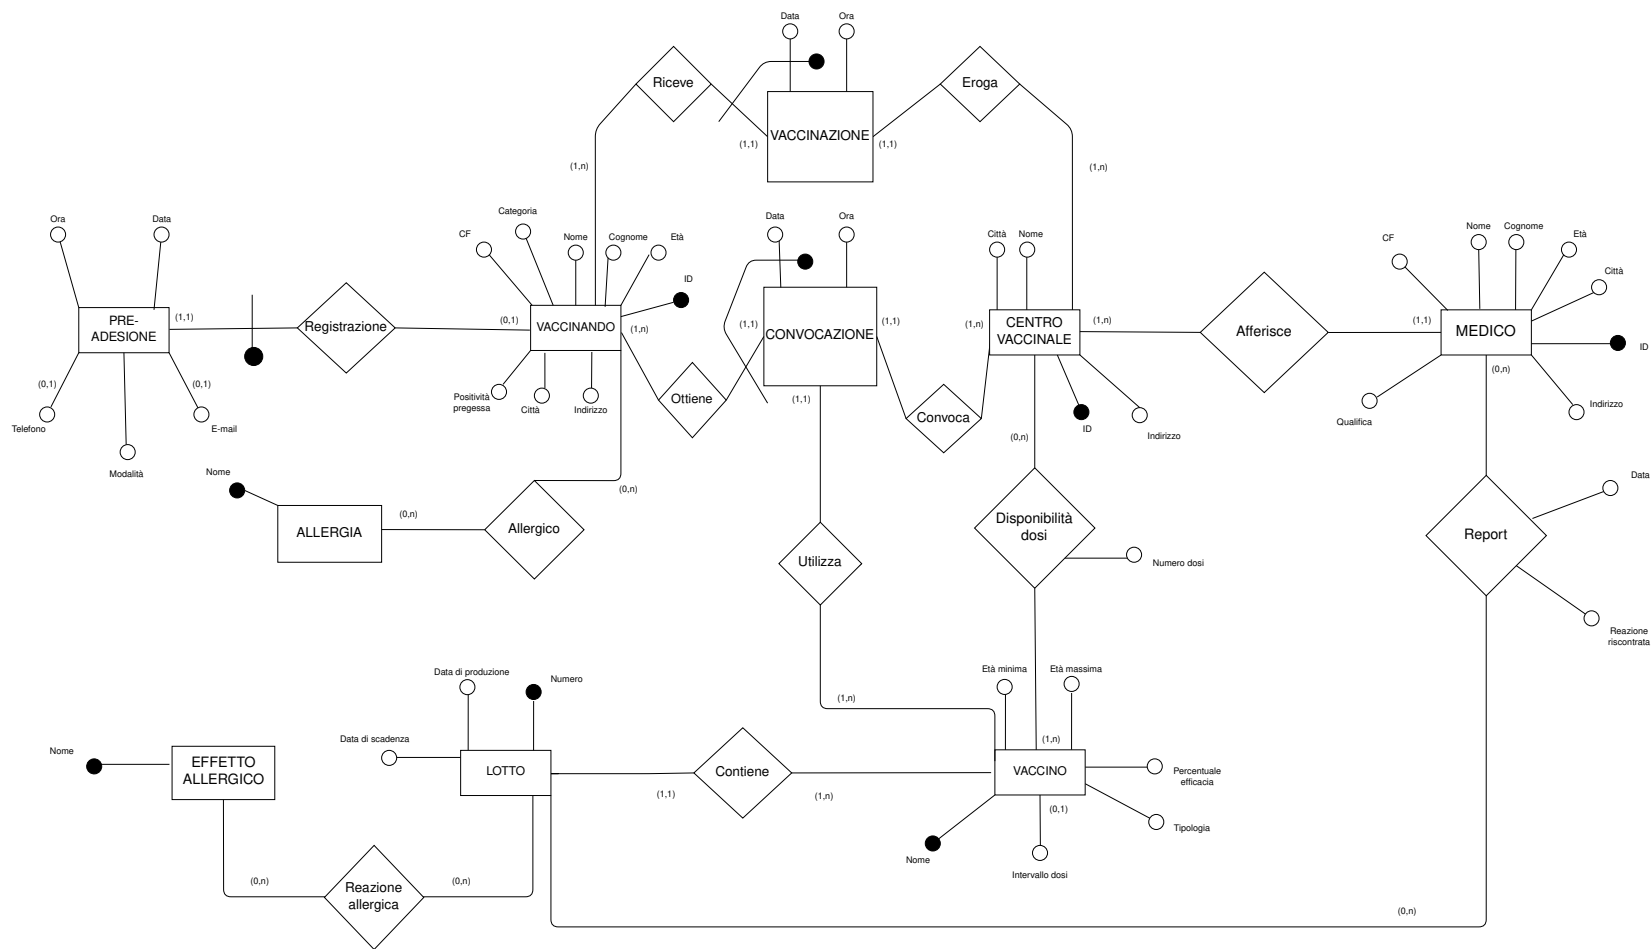 Data
Ora
Riceve
Eroga
VACCINAZIONE
(1,1)
(1,1)
(1,n)
(1,n)
Ora
Data
Categoria
CF
Nome
Cognome
Età
ID
Data
Ora
Città
Nome
CF
Nome
Cognome
Età
Città
ID
PRE-
ADESIONE
(1,1)
Registrazione
(0,1)
VACCINANDO
(1,n)
(1,1)
CONVOCAZIONE
(1,1)
(1,n)
CENTRO
VACCINALE
(1,n)
Afferisce
(1,1)
MEDICO
(0,n)
(0,1)
(0,1)
Telefono
E-mail
Modalità
Positività
pregessa
Città
Indirizzo
Ottiene
(1,1)
Convoca
ID
Indirizzo
(0,n)
Qualifica
Indirizzo
Nome
ALLERGIA
(0,n)
Allergico
(0,n)
Utilizza
Disponibilità
dosi
Numero dosi
Report
Data
Reazione
riscontrata
Data di produzione
Numero
Data di scadenza
Età minima
Età massima
(1,n)
(1,n)
Nome
EFFETTO
ALLERGICO
LOTTO
Contiene
VACCINO
Percentuale
efficacia
(1,1)
(1,n)
(0,1)
Tipologia
Nome
Intervallo dosi
(0,n)
Reazione
allergica
(0,n)
(0,n)